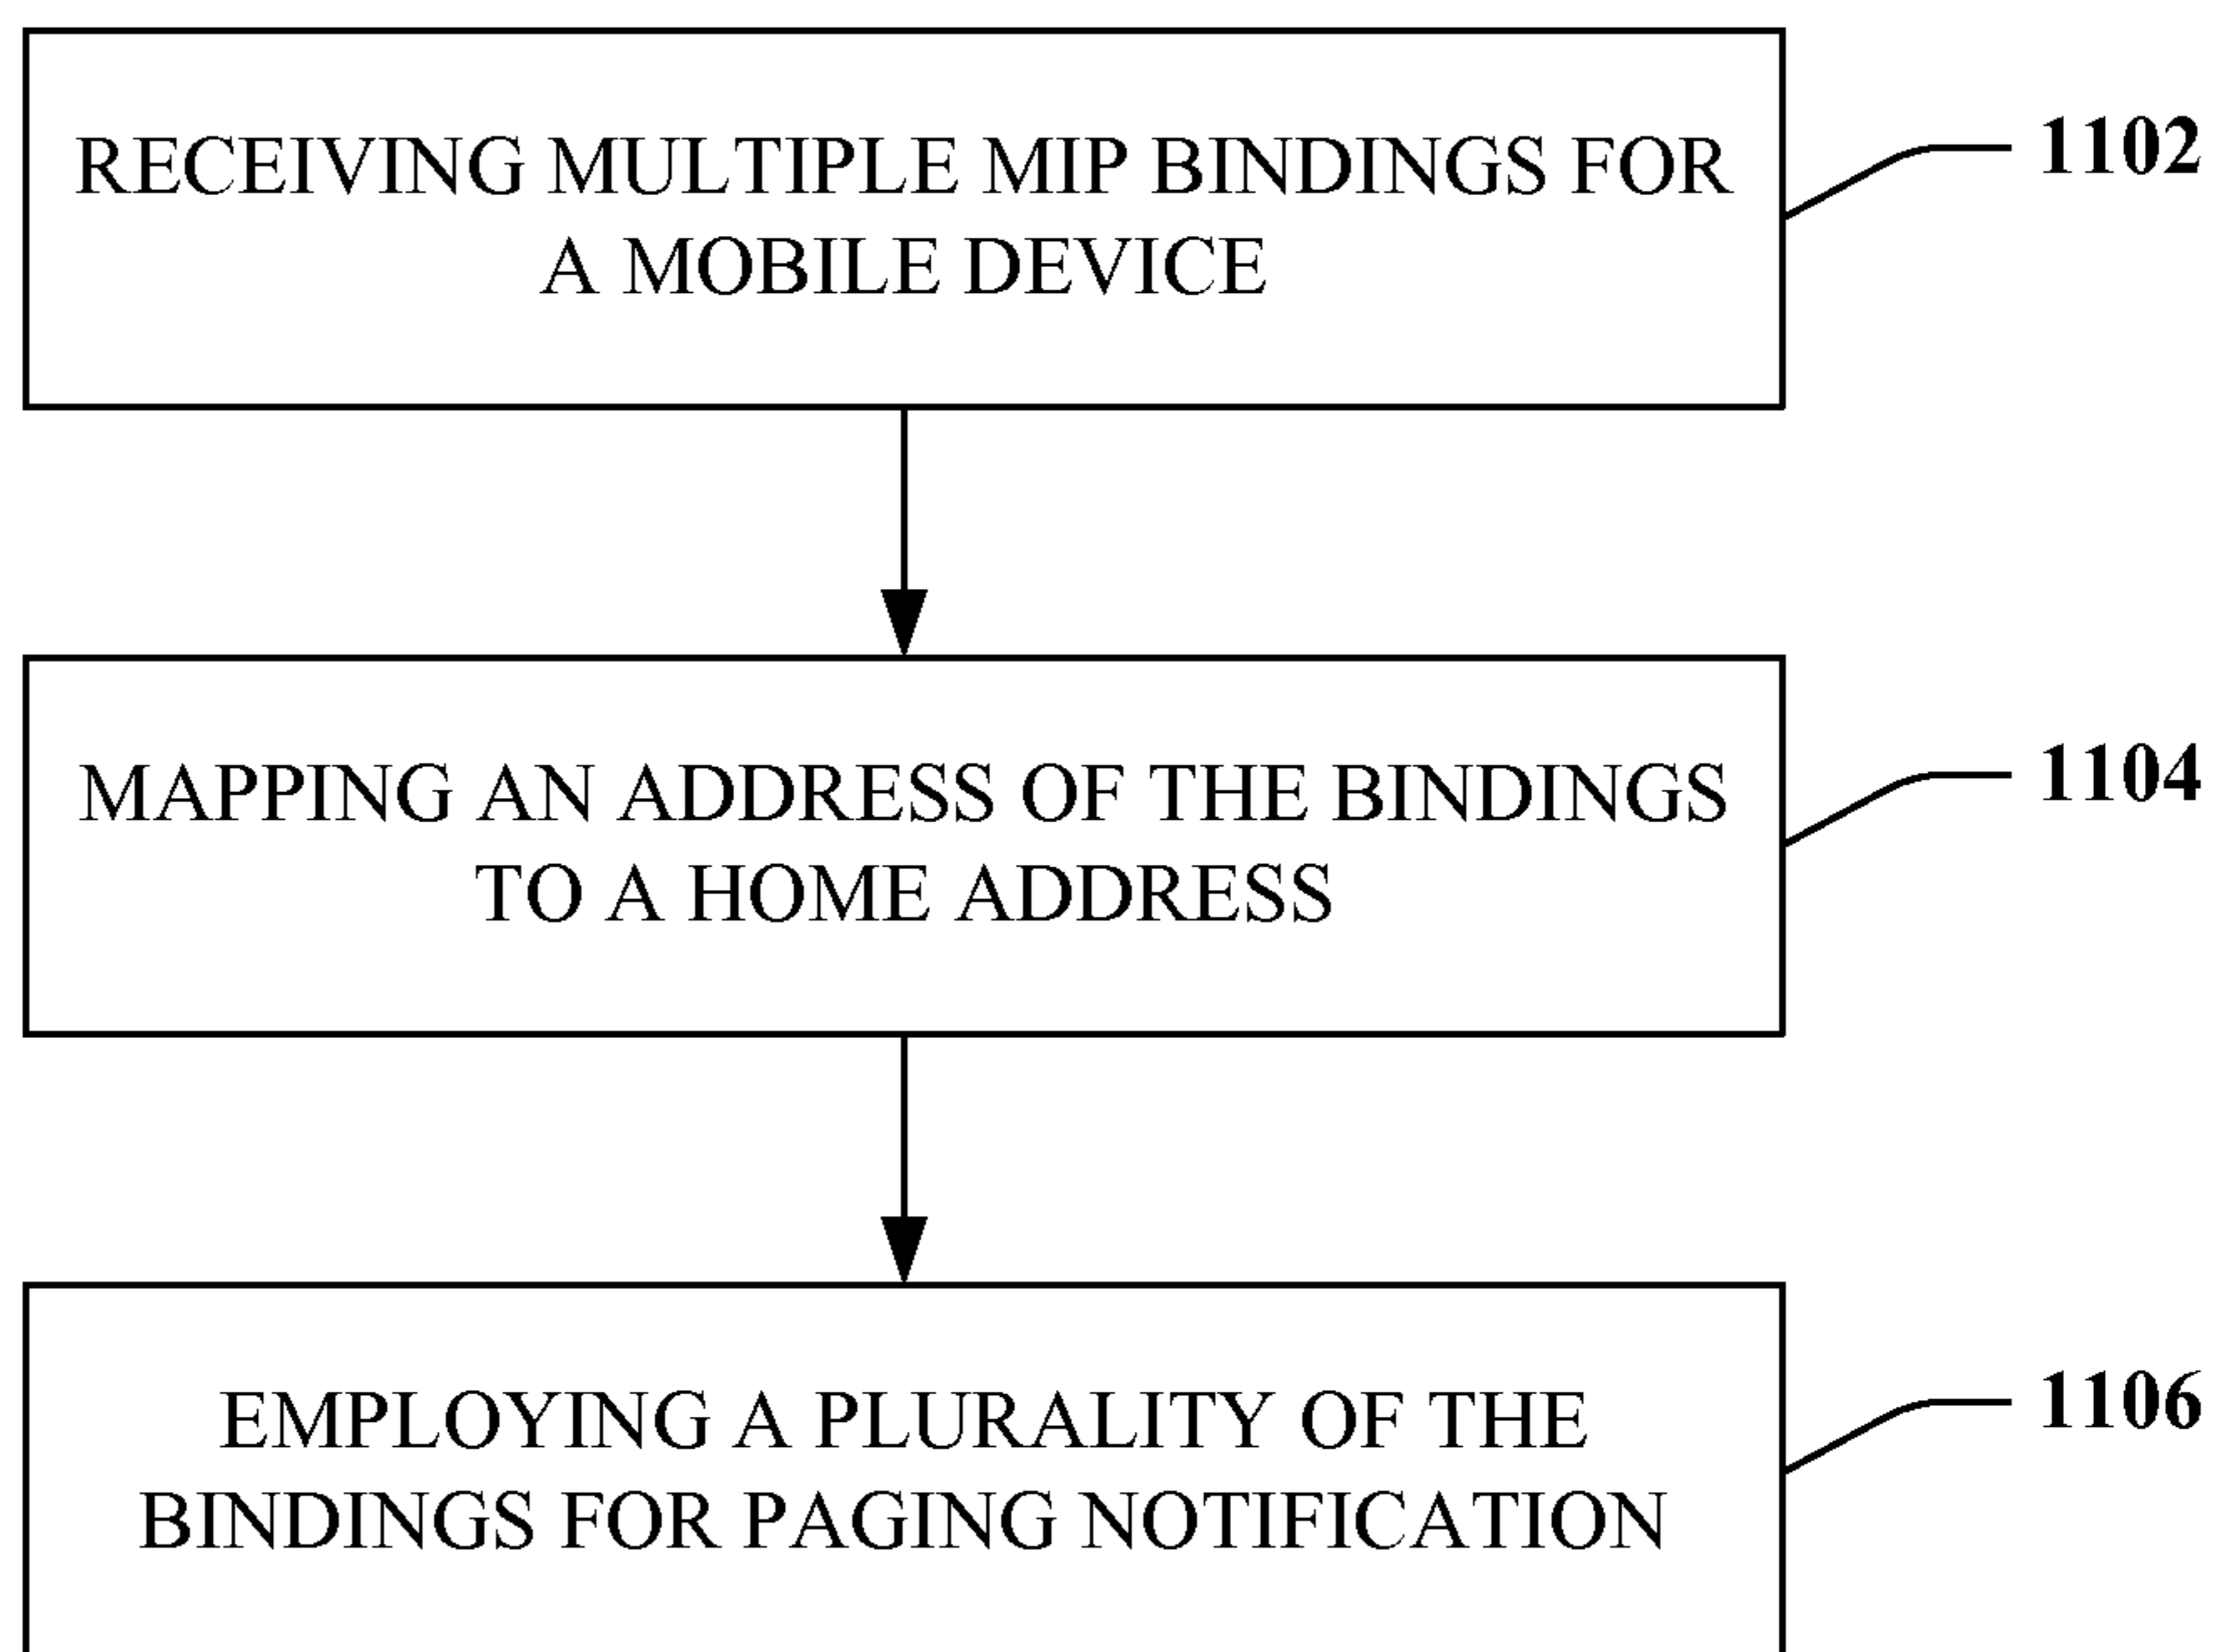 RECEIVING MULTIPLE MIP BINDINGS FOR
A MOBILE DEVICE
1102
MAPPING AN ADDRESS OF THE BINDINGS
TO A HOME ADDRESS
1104
EMPLOYING A PLURALITY OF THE
BINDINGS FOR PAGING NOTIFICATION
1106